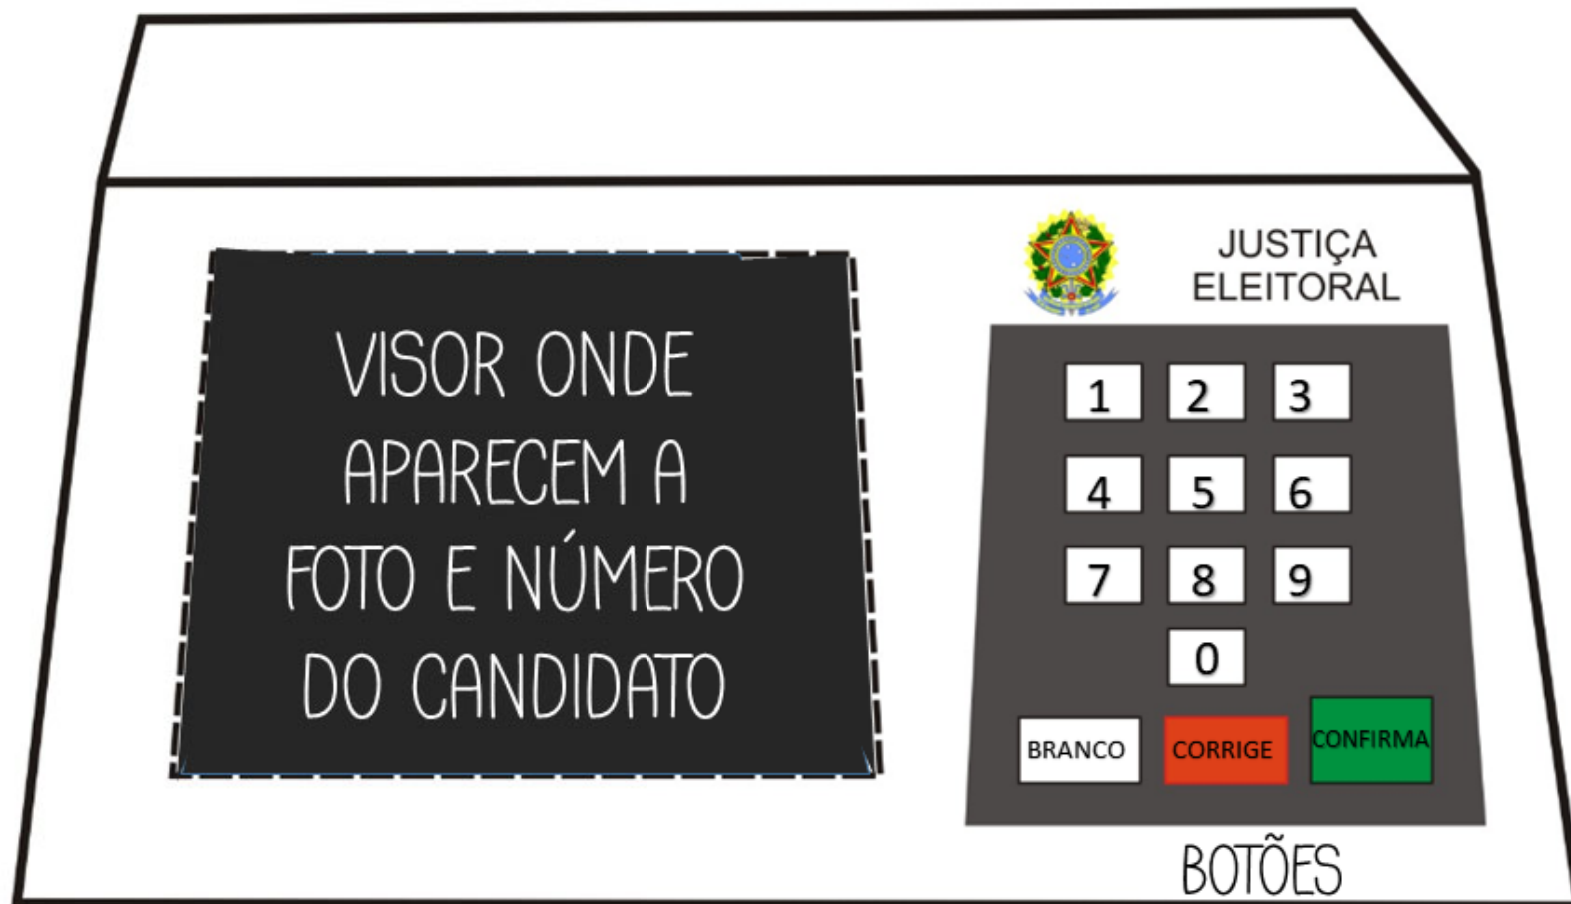 VISOR ONDE
APARECEM A
FOTO E NÚMERO
DO CANDIDATO
JUSTIÇA
ELEITORAL
1 2 3
4 5 6
7 8 9
0
BRANCO CORRIGE CONFIRMA
BOTÕES